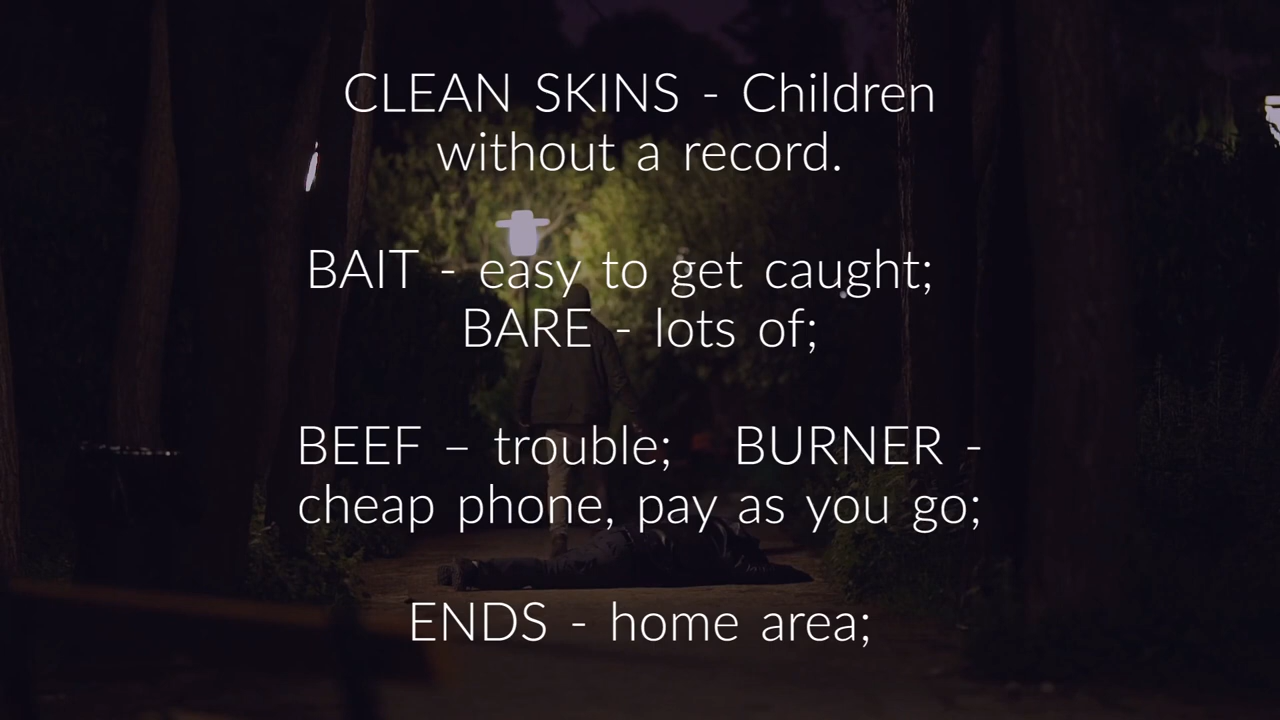 CLEAN SKINS - Children
without a record.
BAIT - easy to get caught;
BARE - lots of;
BEEF – trouble; BURNER -
cheap phone, pay as you go;
ENDS - home area;